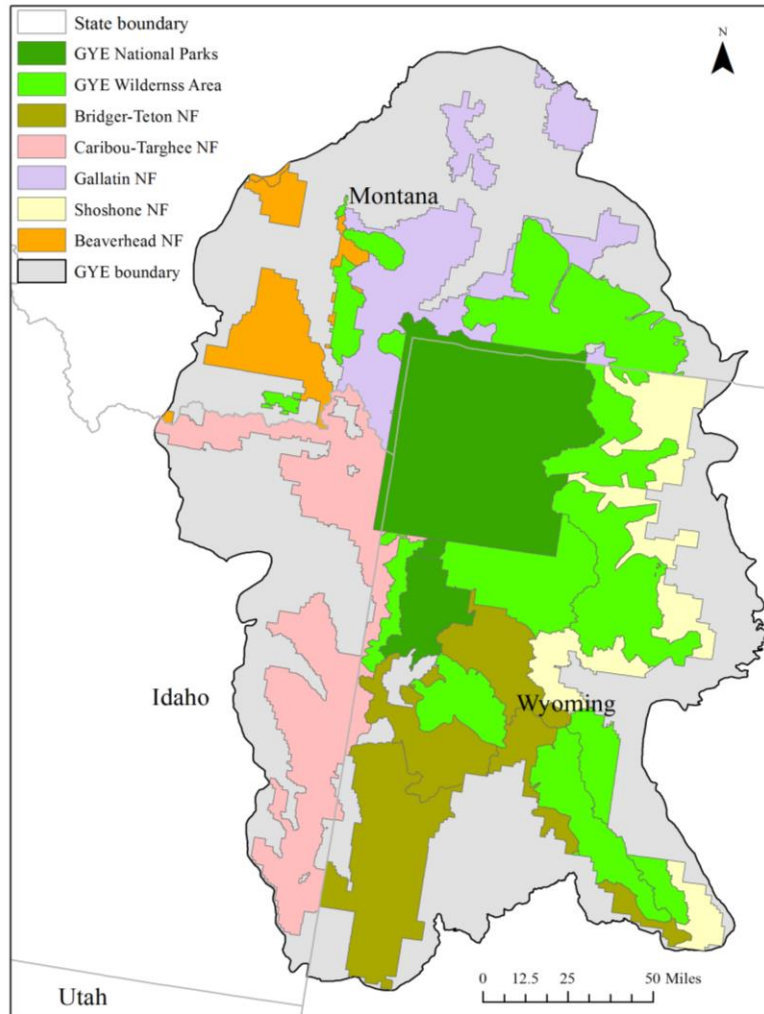 State boundary
GYE National Parks
GYE Wilderness Area
Bridger-Teton NF
Caribou-Targhee NF
Gallatin NF
Shoshone NF
Beaverhead NF
GYE boundary
N
Montana
Idaho
Wyoming
0 12.5 25 50 Miles
Utah